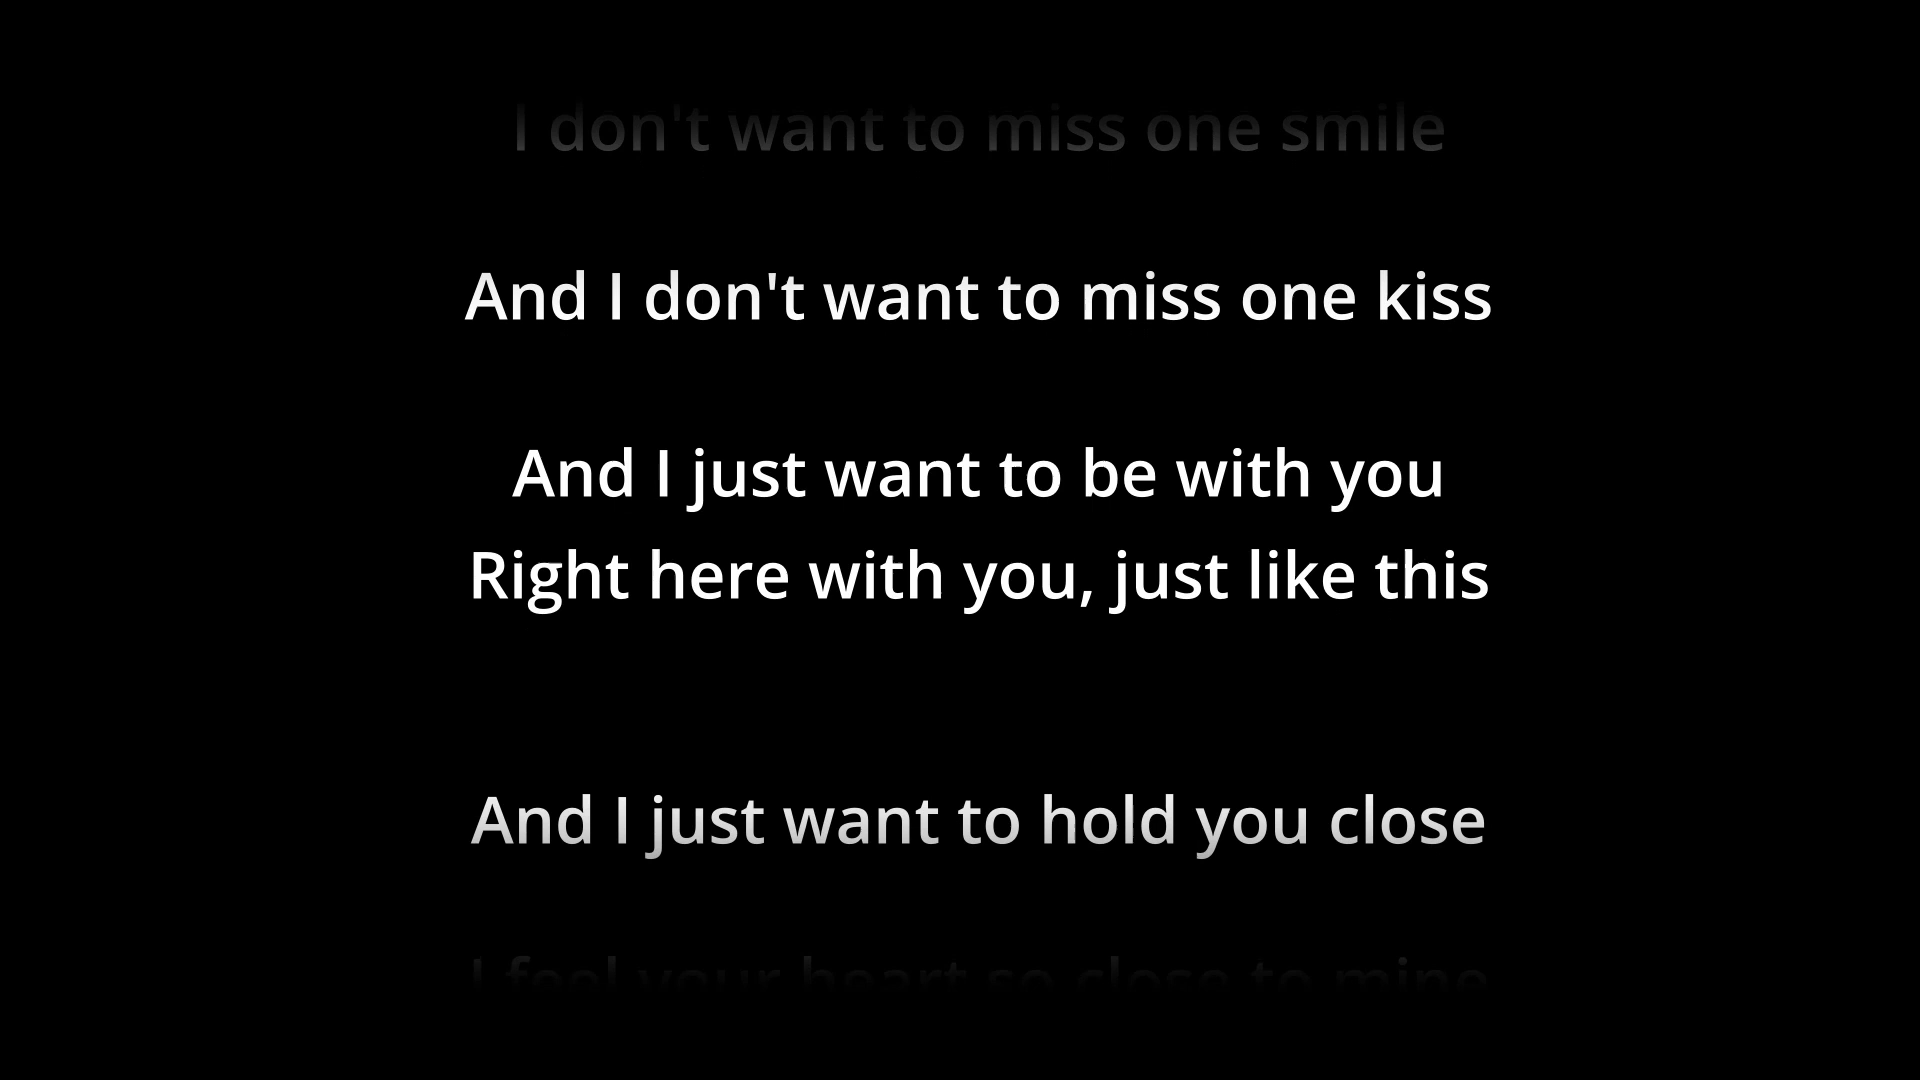 I don't want to miss one smile
And I don't want to miss one kiss
And I just want to be with you
Right here with you, just like this
And I just want to hold you close
I feel your heart so close to mine